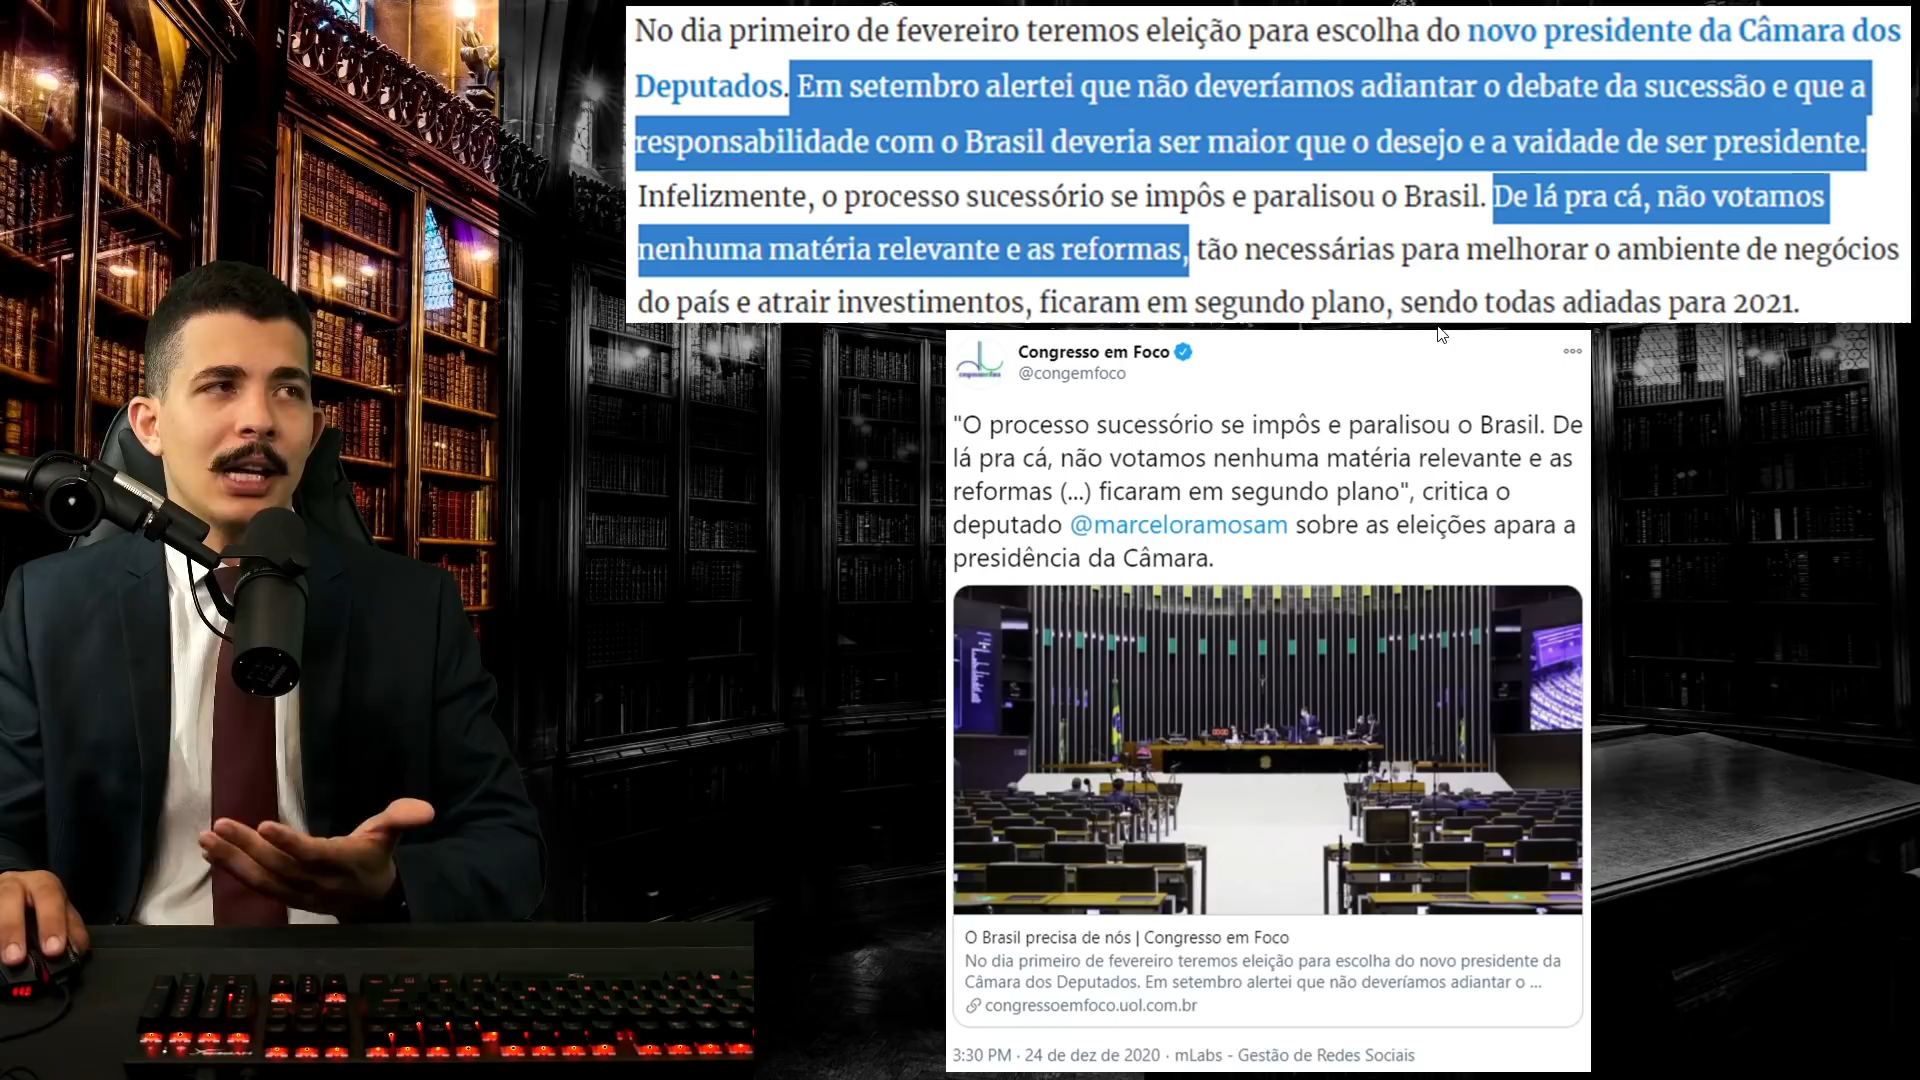 No dia primeiro de fevereiro teremos eleição para escolha do novo presidente da Câmara dos
Deputados. Em setembro alertei que não deveríamos adiantar o debate da sucessão e que a
responsabilidade com o Brasil deveria ser maior que o desejo e a vaidade de ser presidente.
Infelizmente, o processo sucessório se impôs e paralisou o Brasil. De lá pra cá, não votamos
nenhuma matéria relevante e as reformas, tão necessárias para melhorar o ambiente de negócios
do país e atrair investimentos, ficaram em segundo plano, sendo todas adiadas para 2021.
Congresso em Foco
@congemfoco
"O processo sucessório se impôs e paralisou o Brasil. De
lá pra cá, não votamos nenhuma matéria relevante e as
reformas (...) ficaram em segundo plano", critica o
deputado @marceloramosam sobre as eleições apara a
presidência da Câmara.
O Brasil precisa de nós | Congresso em Foco
No dia primeiro de fevereiro teremos eleição para escolha do novo presidente da
Câmara dos Deputados. Em setembro alertei que não deveríamos adiantar o ...
congressoemfoco.uol.com.br
3:30 PM · 24 de dez de 2020 · mLabs - Gestão de Redes Sociais